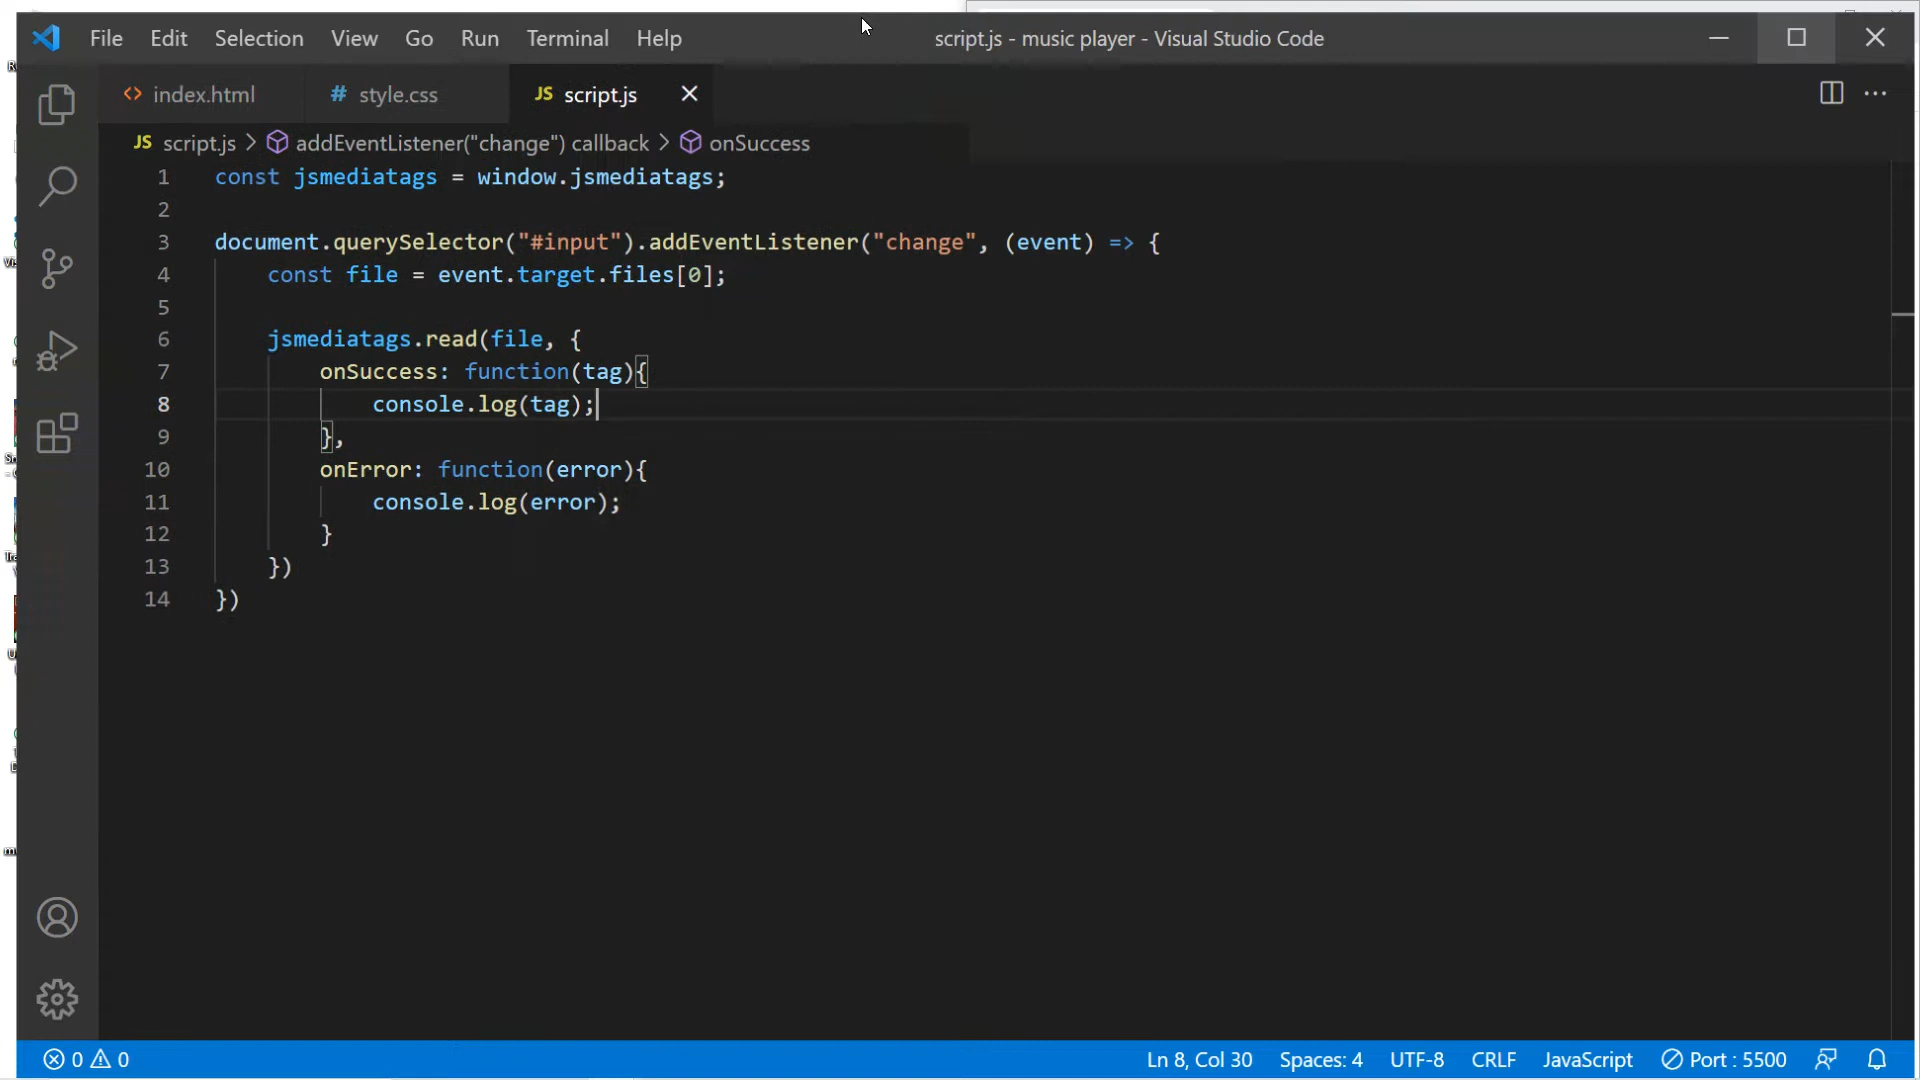 File Edit Selection View Go Run Terminal Help script.js - music player - Visual Studio Code
index.html # style.css JS script.js
JS script.js > addEventListener("change") callback > onSuccess
1 const jsmediatags = window.jsmediatags;
2
3 document.querySelector("#input").addEventListener("change", (event) => {
4 const file = event.target.files[0];
5
6 jsmediatags.read(file, {
7 onSuccess: function(tag){
8 console.log(tag);
9 },
10 onError: function(error){
11 console.log(error);
12 }
13 })
14 })
0 0 Ln 8, Col 30 Spaces: 4 UTF-8 CRLF JavaScript Port : 5500